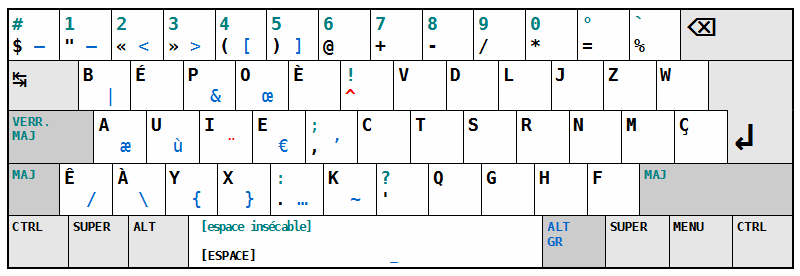 # 1 2 3 4 5 6 7 8 9 0 ° `
$ – " — « < » > ( [ ) ] @ + - / * = %
⌫
↹ B É P O È ! V D L J Z W
| & œ ^
VERR. MAJ A U I E ; C T S R N M Ç
æ ù ¨ € , ’
↲
MAJ Ê À Y X : K ? Q G H F MAJ
/ \ { } . … ~ '
CTRL SUPER ALT [espace insécable] ALT GR SUPER MENU CTRL
[ESPACE] _